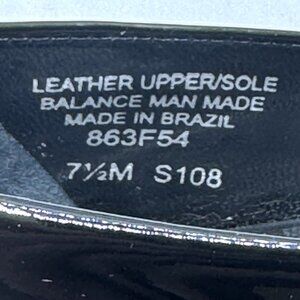 LEATHER UPPER/SOLE
BALANCE MAN MADE
MADE IN BRAZIL
863F54
7½M S108